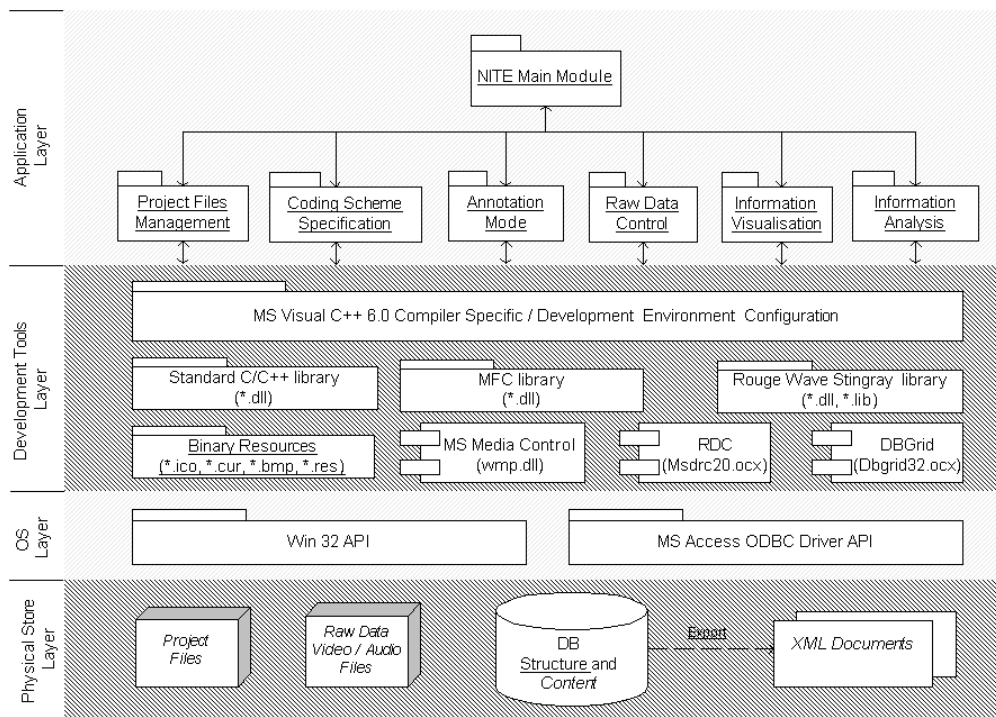 Application
Layer
NITE Main Module
Project Files
Management
Coding Scheme
Specification
Annotation
Mode
Raw Data
Control
Information
Visualisation
Information
Analysis
Development Tools
Layer
MS Visual C++ 6.0 Compiler Specific / Development Environment Configuration
Standard C/C++ library
(*.dll)
MFC library
(*.dll)
Rouge Wave Stingray library
(*.dll, *.lib)
Binary Resources
(*.ico, *.cur, *.bmp, *.res)
MS Media Control
(wmp.dll)
RDC
(Msdrc20.ocx)
DBGrid
(Dbgrid32.ocx)
OS
Layer
Win 32 API
MS Access ODBC Driver API
Physical Store
Layer
Project
Files
Raw Data
Video / Audio
Files
DB
Structure and
Content
Export
XML Documents